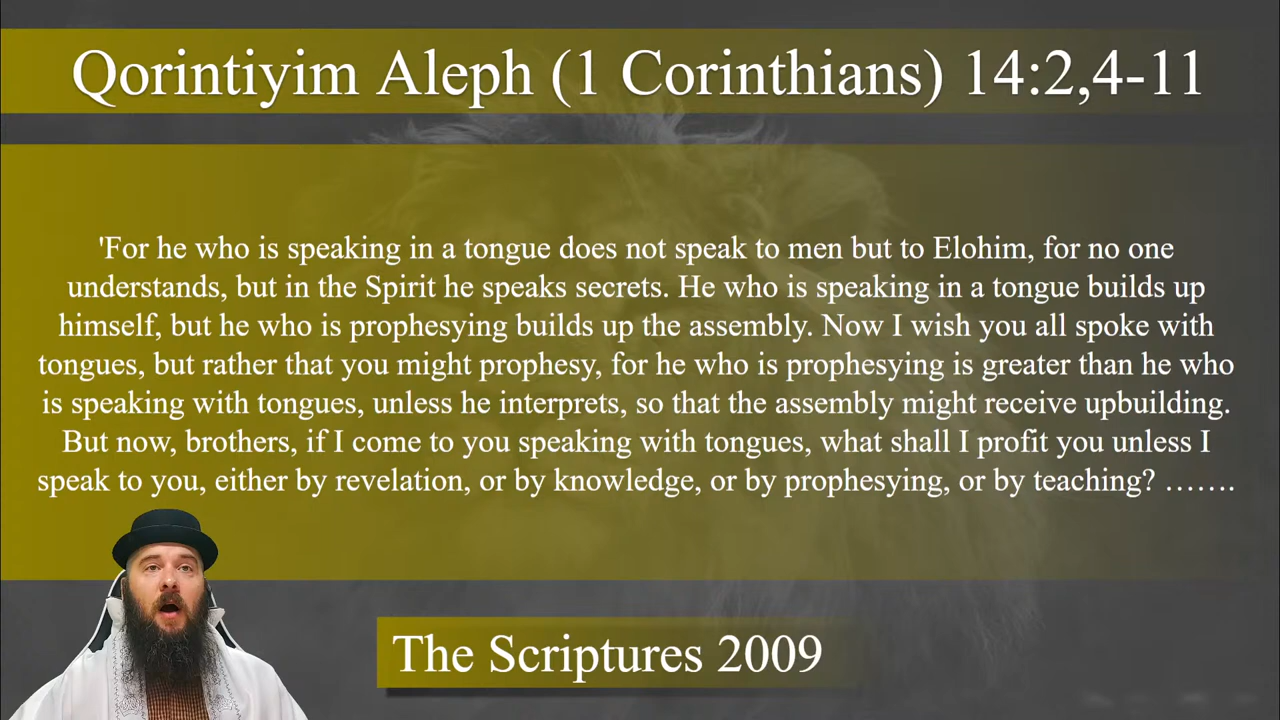 Qorintiyim Aleph (1 Corinthians) 14:2,4-11
'For he who is speaking in a tongue does not speak to men but to Elohim, for no one
understands, but in the Spirit he speaks secrets. He who is speaking in a tongue builds up
himself, but he who is prophesying builds up the assembly. Now I wish you all spoke with
tongues, but rather that you might prophesy, for he who is prophesying is greater than he who
is speaking with tongues, unless he interprets, so that the assembly might receive upbuilding.
But now, brothers, if I come to you speaking with tongues, what shall I profit you unless I
speak to you, either by revelation, or by knowledge, or by prophesying, or by teaching? …….
The Scriptures 2009